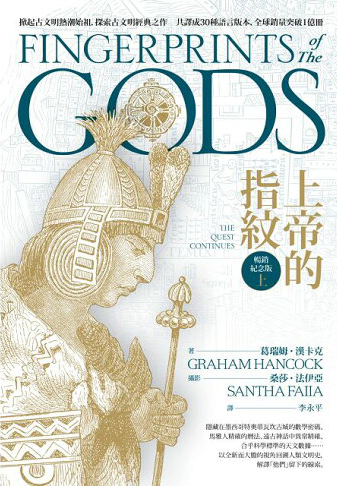 掀起古文明熱潮始祖,探索古文明經典之作　共譯成30種語言版本,全球銷量突破1億冊
FINGERPRINTS
of The
GODS
上帝的
指紋
THE
QUEST
CONTINUES
暢銷
紀念版
上
著 葛瑞姆・漢卡克
GRAHAM HANCOCK
攝影 桑莎・法伊亞
SANTHA FAIIA
譯 李永平
隱藏在墨西哥特奧蒂瓦坎古城的數學密碼,
馬雅人精確的曆法、遠古神話中異常精確、
合乎科學標準的天文數據……
以全新而大膽的視角回溯人類文明史,
解譯「他們」留下的線索。